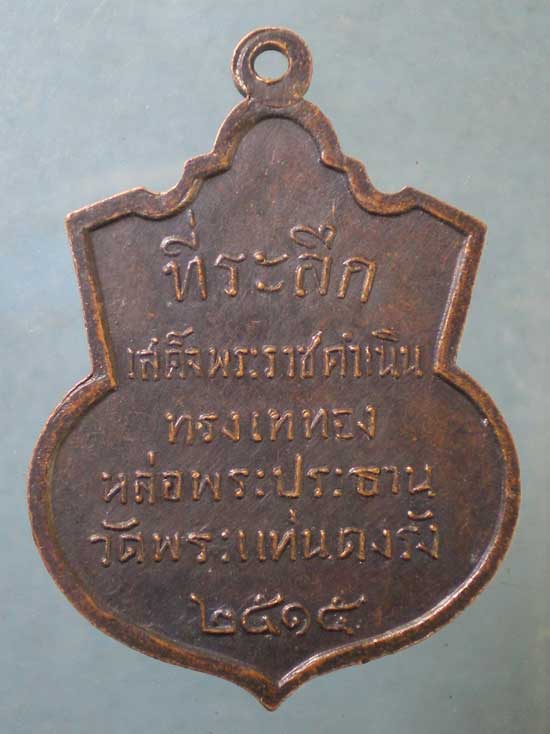 ที่ระลึก
เสด็จพระราชดำเนิน
ทรงเททอง
หล่อพระประธาน
วัดพระแท่นดงรัง
๒๕๑๕